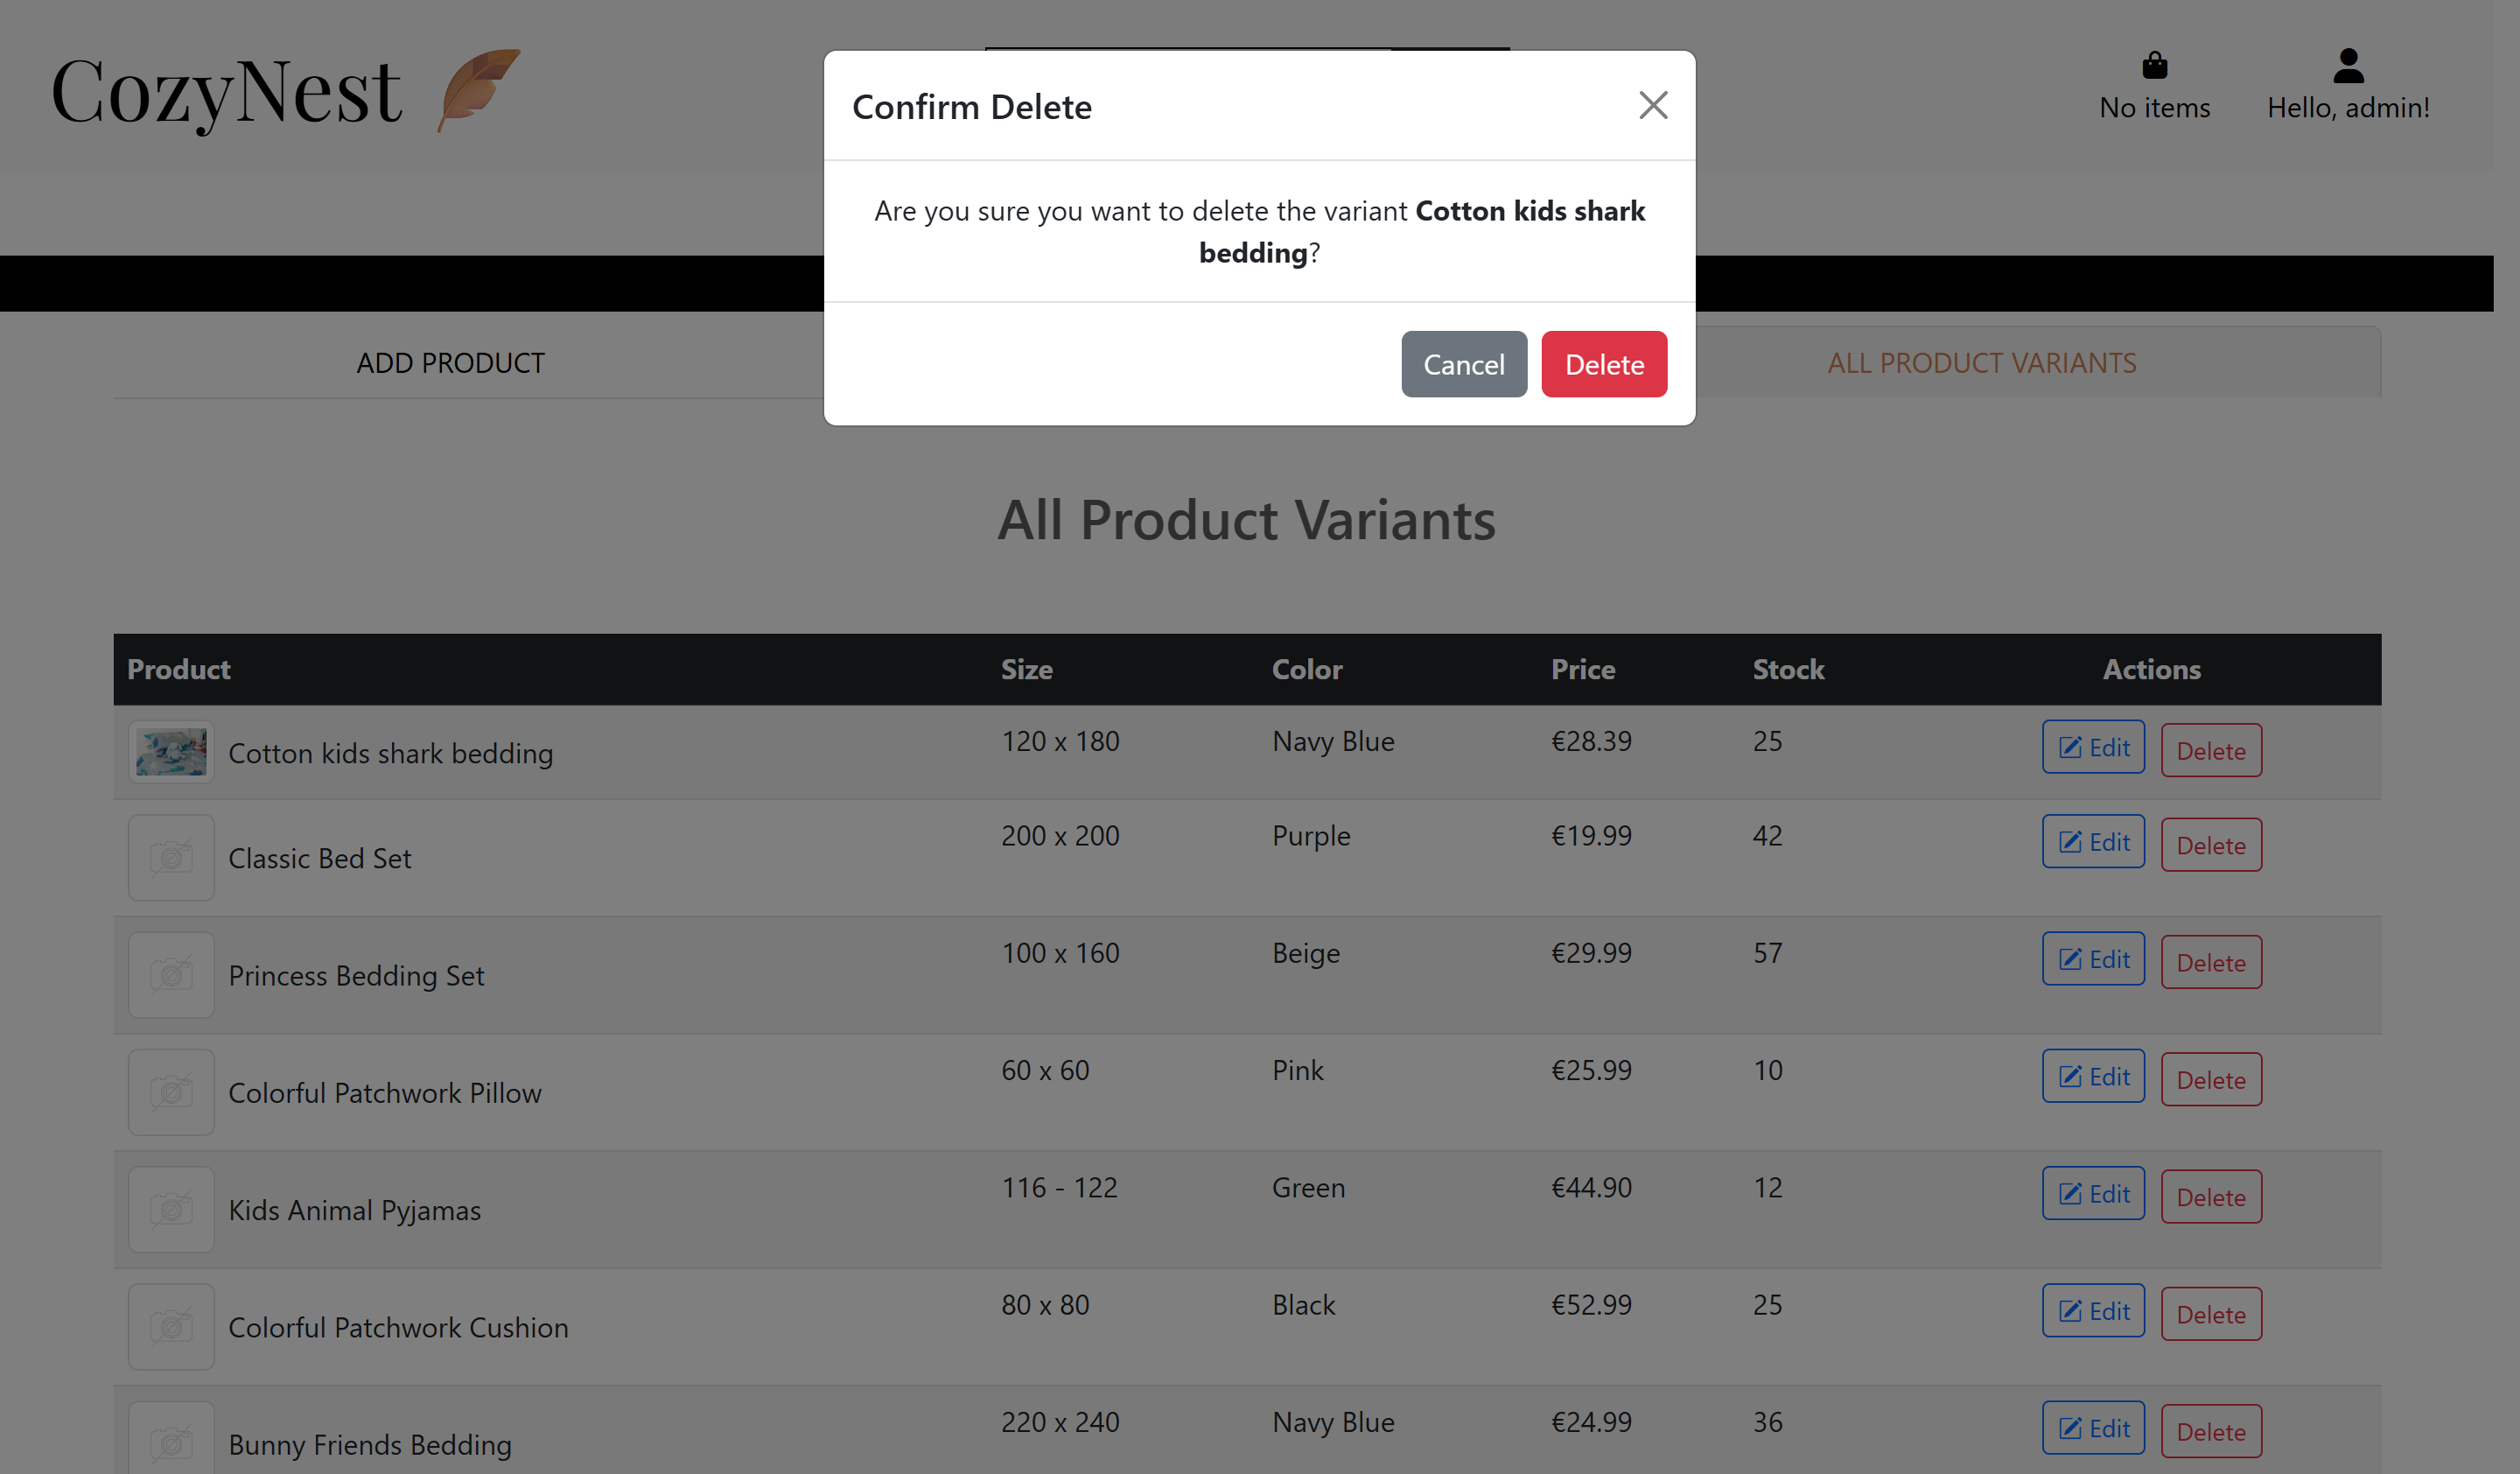 CozyNest
No items
Hello, admin!
Confirm Delete
Are you sure you want to delete the variant Cotton kids shark
bedding?
Cancel Delete
ADD PRODUCT
ALL PRODUCT VARIANTS
All Product Variants
Product Size Color Price Stock Actions
Cotton kids shark bedding 120 x 180 Navy Blue €28.39 25 Edit Delete
Classic Bed Set 200 x 200 Purple €19.99 42 Edit Delete
Princess Bedding Set 100 x 160 Beige €29.99 57 Edit Delete
Colorful Patchwork Pillow 60 x 60 Pink €25.99 10 Edit Delete
Kids Animal Pyjamas 116 - 122 Green €44.90 12 Edit Delete
Colorful Patchwork Cushion 80 x 80 Black €52.99 25 Edit Delete
Bunny Friends Bedding 220 x 240 Navy Blue €24.99 36 Edit Delete